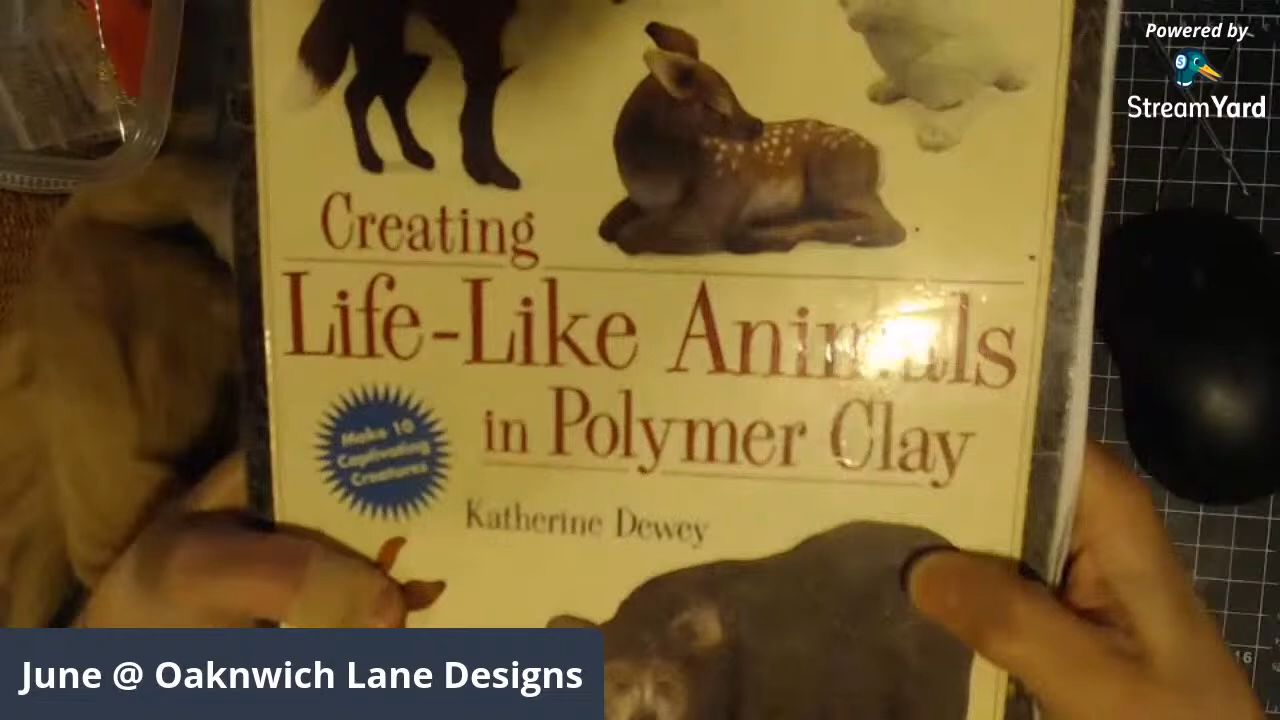 Powered by
StreamYard
Creating
Life-Like Animals
in Polymer Clay
Make 10
Captivating
Creatures
Katherine Dewey
16
June @ Oaknwich Lane Designs